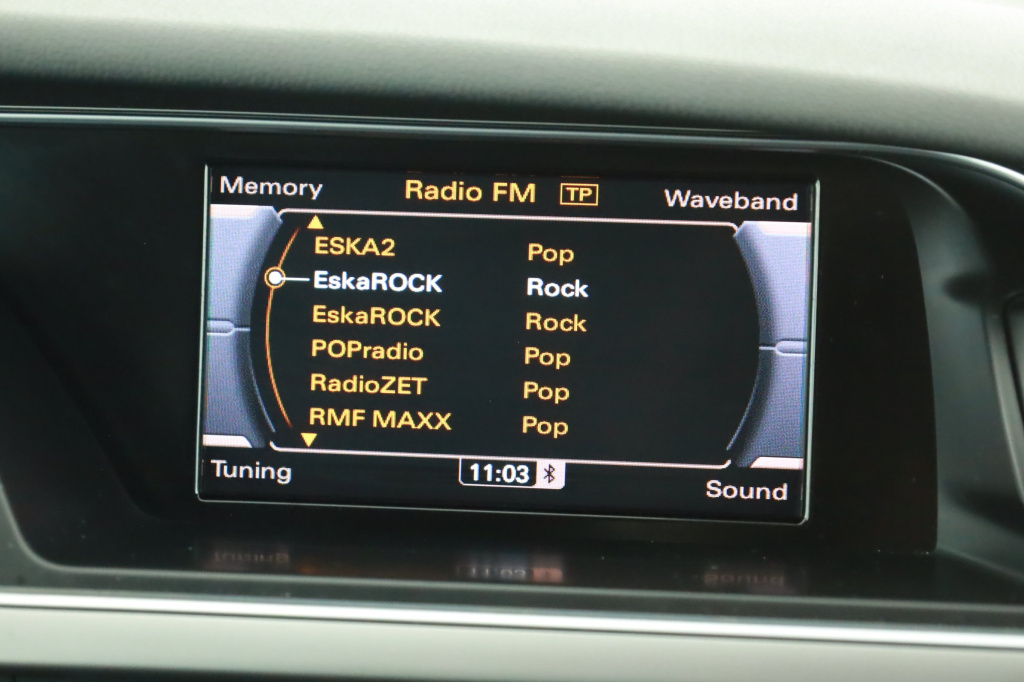 Memory Radio FM TP Waveband
ESKA2 Pop
EskaROCK Rock
EskaROCK Rock
POPradio Pop
RadioZET Pop
RMF MAXX Pop
Tuning 11:03 Sound